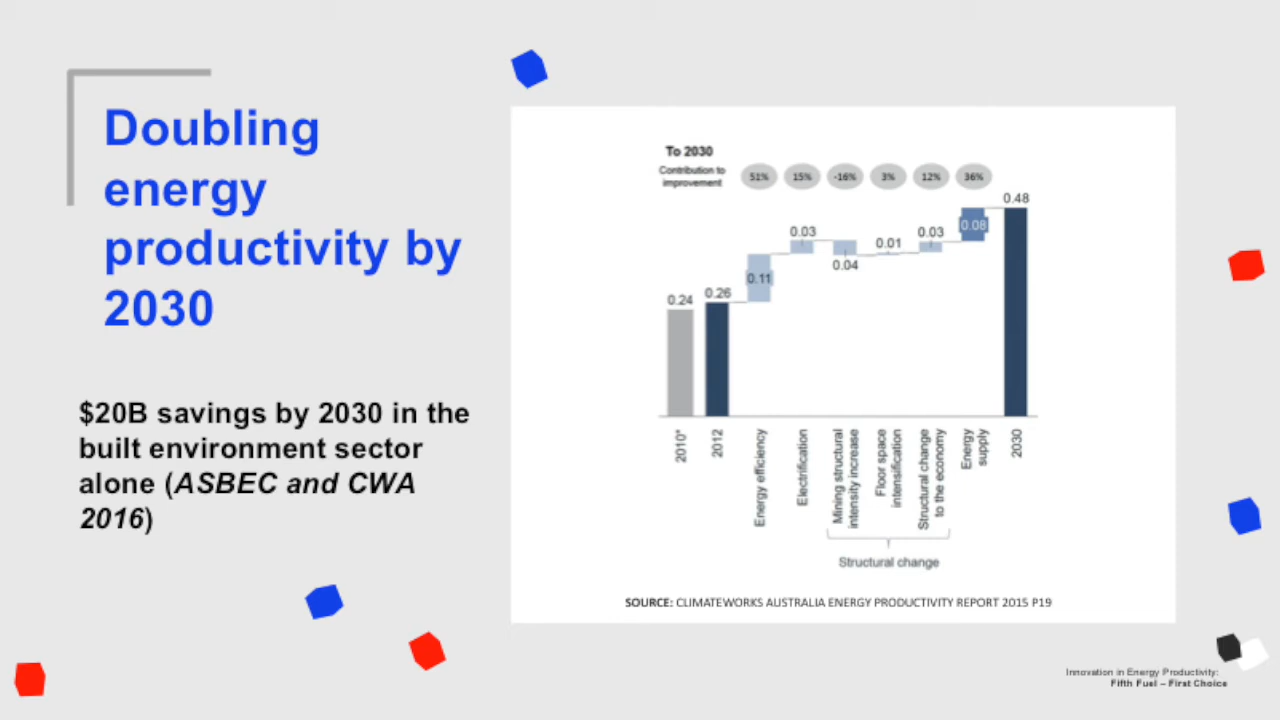 Doubling
energy
productivity by
2030
$20B savings by 2030 in the
built environment sector
alone (ASBEC and CWA
2016)
To 2030
Contribution to
improvement
51% 15% -16% 3% 12% 36%
0.24
0.26
0.11
0.03
0.04
0.01
0.03
0.08
0.48
2010*
2012
Energy efficiency
Electrification
Mining structural
intensity increase
Floor space
intensification
Structural change
to the economy
Energy
supply
2030
Structural change
SOURCE: CLIMATEWORKS AUSTRALIA ENERGY PRODUCTIVITY REPORT 2015 P19
Innovation in Energy Productivity:
Fifth Fuel – First Choice